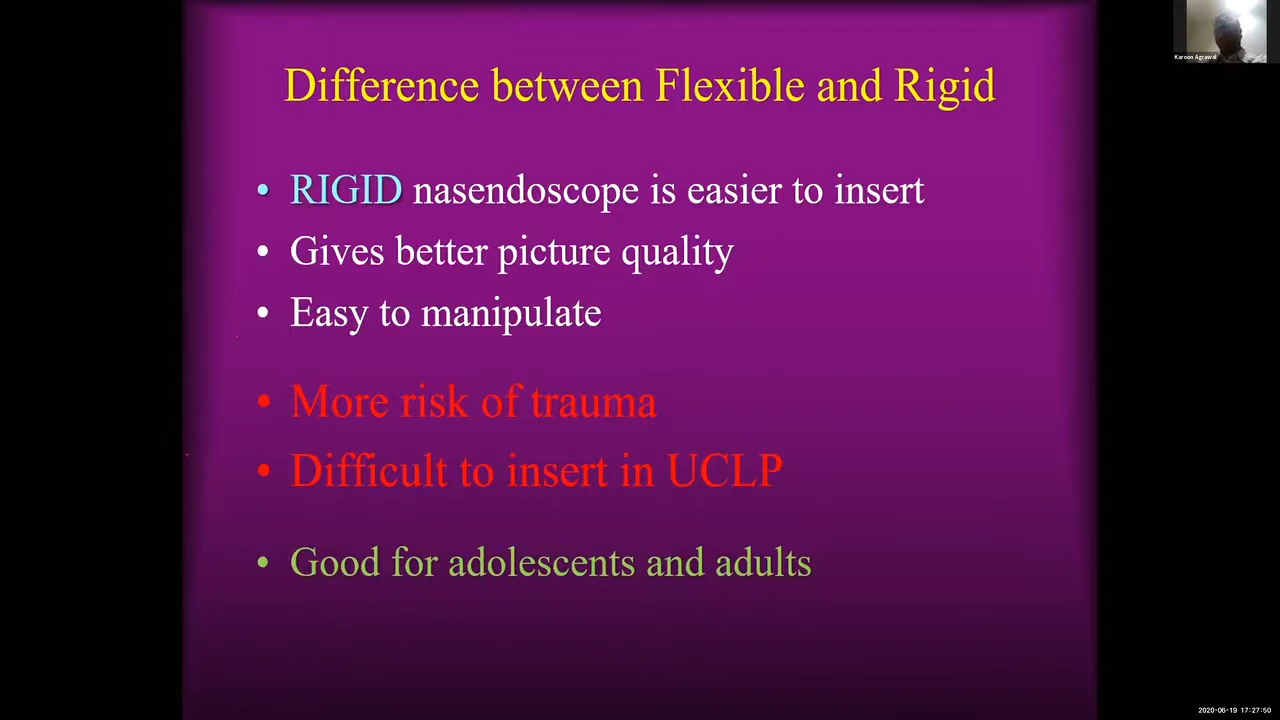 Karoon Agrawal
Difference between Flexible and Rigid
• RIGID nasendoscope is easier to insert
• Gives better picture quality
• Easy to manipulate
• More risk of trauma
• Difficult to insert in UCLP
• Good for adolescents and adults
2020-06-19 17:27:50